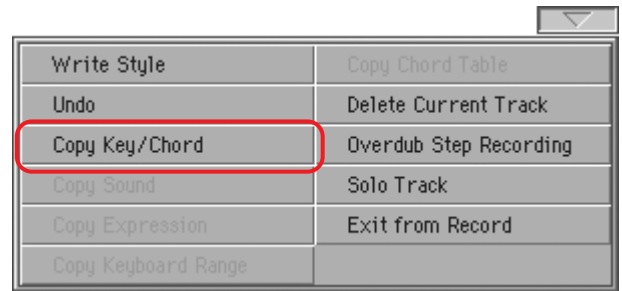 Write Style
Undo
Copy Key/Chord
Copy Sound
Copy Expression
Copy Keyboard Range
Copy Chord Table
Delete Current Track
Overdub Step Recording
Solo Track
Exit from Record